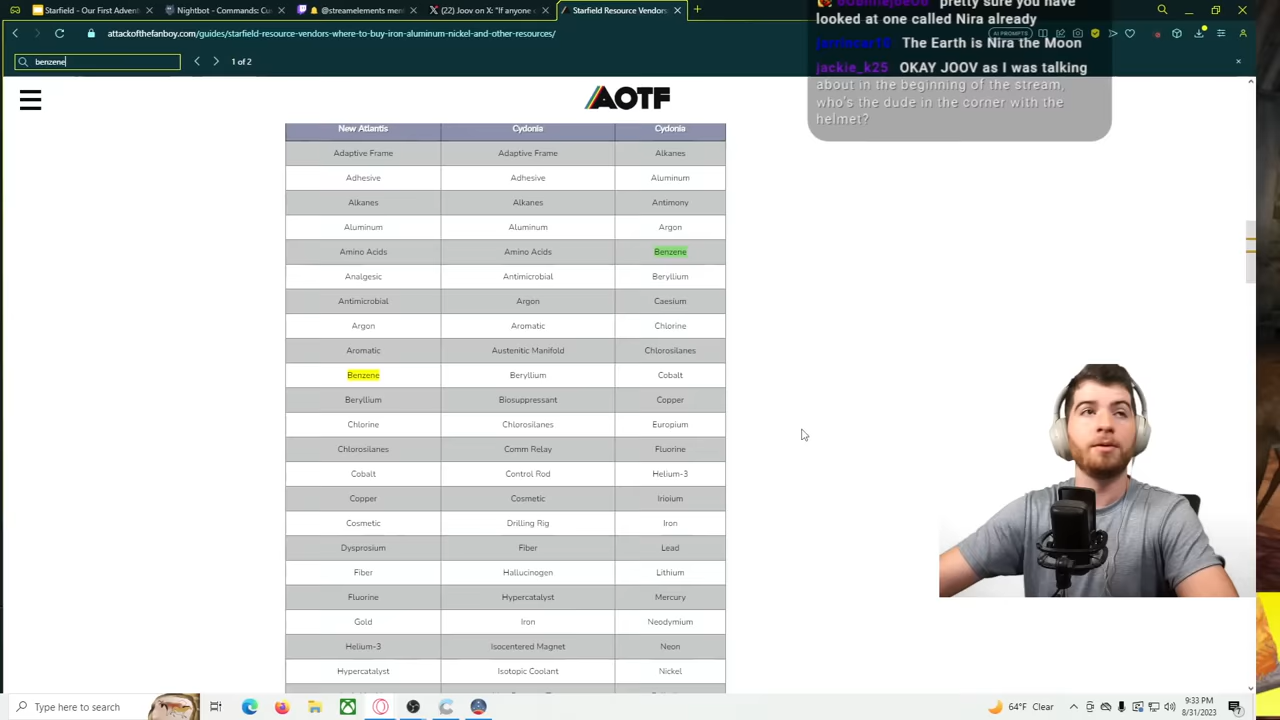 Starfield - Our First Advent
Nightbot - Commands: Cu
@streamelements men
(22) Joov on X: "If anyone
Starfield Resource Vendors
attackofthefanboy.com/guides/starfield-resource-vendors-where-to-buy-iron-aluminum-nickel-and-other-resources/
AI PROMPTS
benzene
1 of 2
pretty sure you have
looked at one called Nira already
The Earth is Nira the Moon
jackie_k25 OKAY JOOV as I was talking
about in the beginning of the stream,
who's the dude in the corner with the
helmet?
AOTF
New Atlantis Cydonia Cydonia
Adaptive Frame Adaptive Frame Alkanes
Adhesive Adhesive Aluminum
Alkanes Alkanes Antimony
Aluminum Aluminum Argon
Amino Acids Amino Acids Benzene
Analgesic Antimicrobial Beryllium
Antimicrobial Argon Caesium
Argon Aromatic Chlorine
Aromatic Austenitic Manifold Chlorosilanes
Benzene Beryllium Cobalt
Beryllium Biosuppressant Copper
Chlorine Chlorosilanes Europium
Chlorosilanes Comm Relay Fluorine
Cobalt Control Rod Helium-3
Copper Cosmetic Irioium
Cosmetic Drilling Rig Iron
Dysprosium Fiber Lead
Fiber Hallucinogen Lithium
Fluorine Hypercatalyst Mercury
Gold Iron Neodymium
Helium-3 Isocentered Magnet Neon
Hypercatalyst Isotopic Coolant Nickel
Type here to search
64°F Clear
9:33 PM
8/31/2023